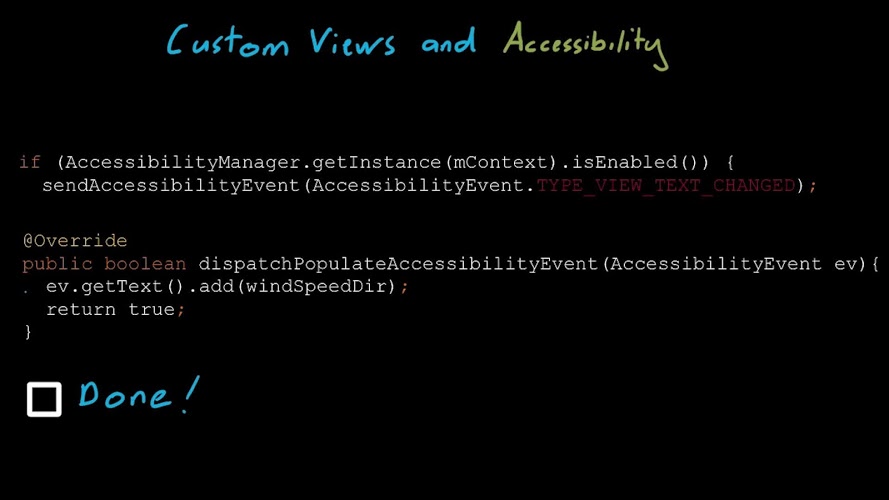 Custom Views and Accessibility
if (AccessibilityManager.getInstance(mContext).isEnabled()) {
sendAccessibilityEvent(AccessibilityEvent.TYPE_VIEW_TEXT_CHANGED);
@Override
public boolean dispatchPopulateAccessibilityEvent(AccessibilityEvent ev){
. ev.getText().add(windSpeedDir);
return true;
}
Done!